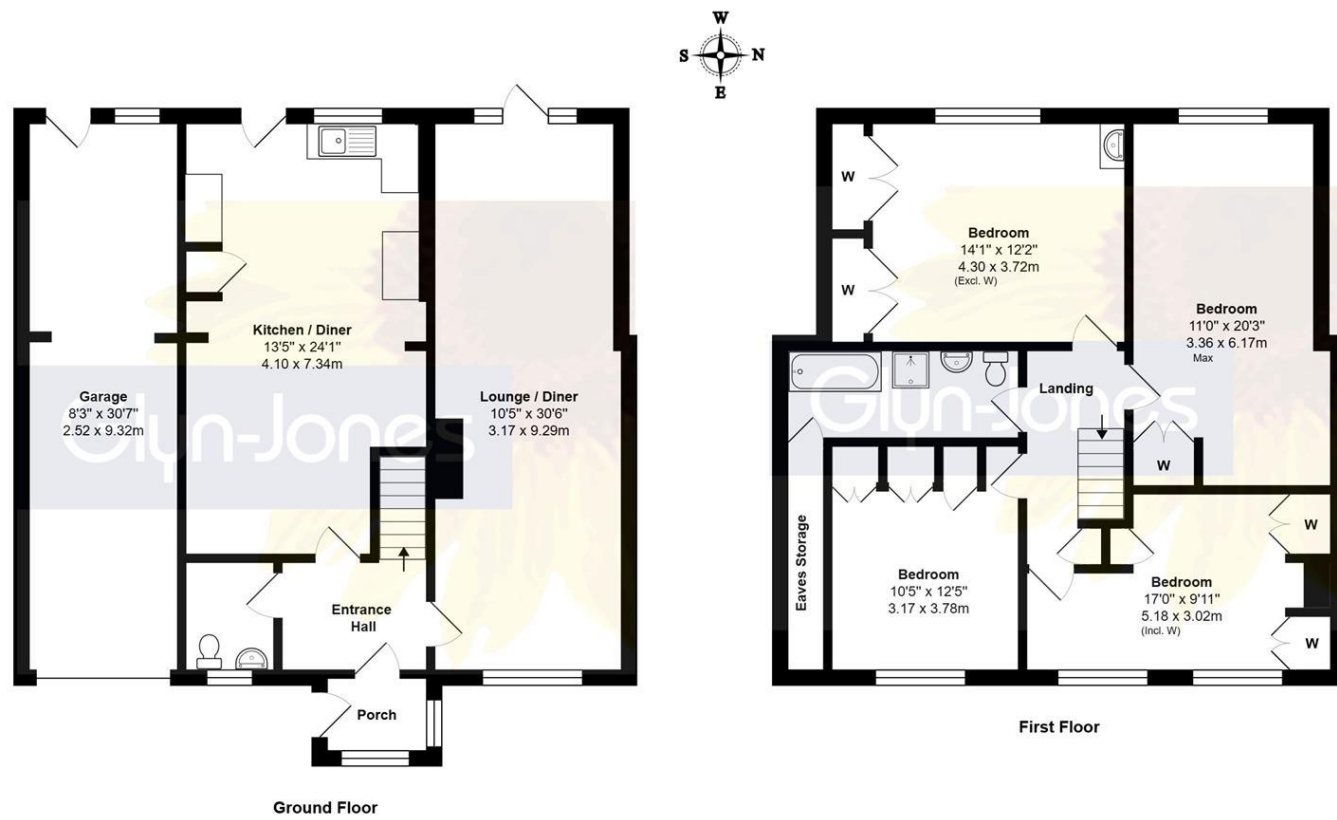 W
S N
E
Kitchen / Diner
13'5" x 24'1"
4.10 x 7.34m
Garage
8'3" x 30'7"
2.52 x 9.32m
Lounge / Diner
10'5" x 30'6"
3.17 x 9.29m
Entrance
Hall
Porch
Ground Floor
Glyn-Jones
W
W
Bedroom
14'1" x 12'2"
4.30 x 3.72m
(Excl. W)
Bedroom
11'0" x 20'3"
3.36 x 6.17m
Max
Landing
W
Eaves Storage
Bedroom
10'5" x 12'5"
3.17 x 3.78m
Bedroom
17'0" x 9'11"
5.18 x 3.02m
(Incl. W)
W
W
First Floor
Glyn-Jones